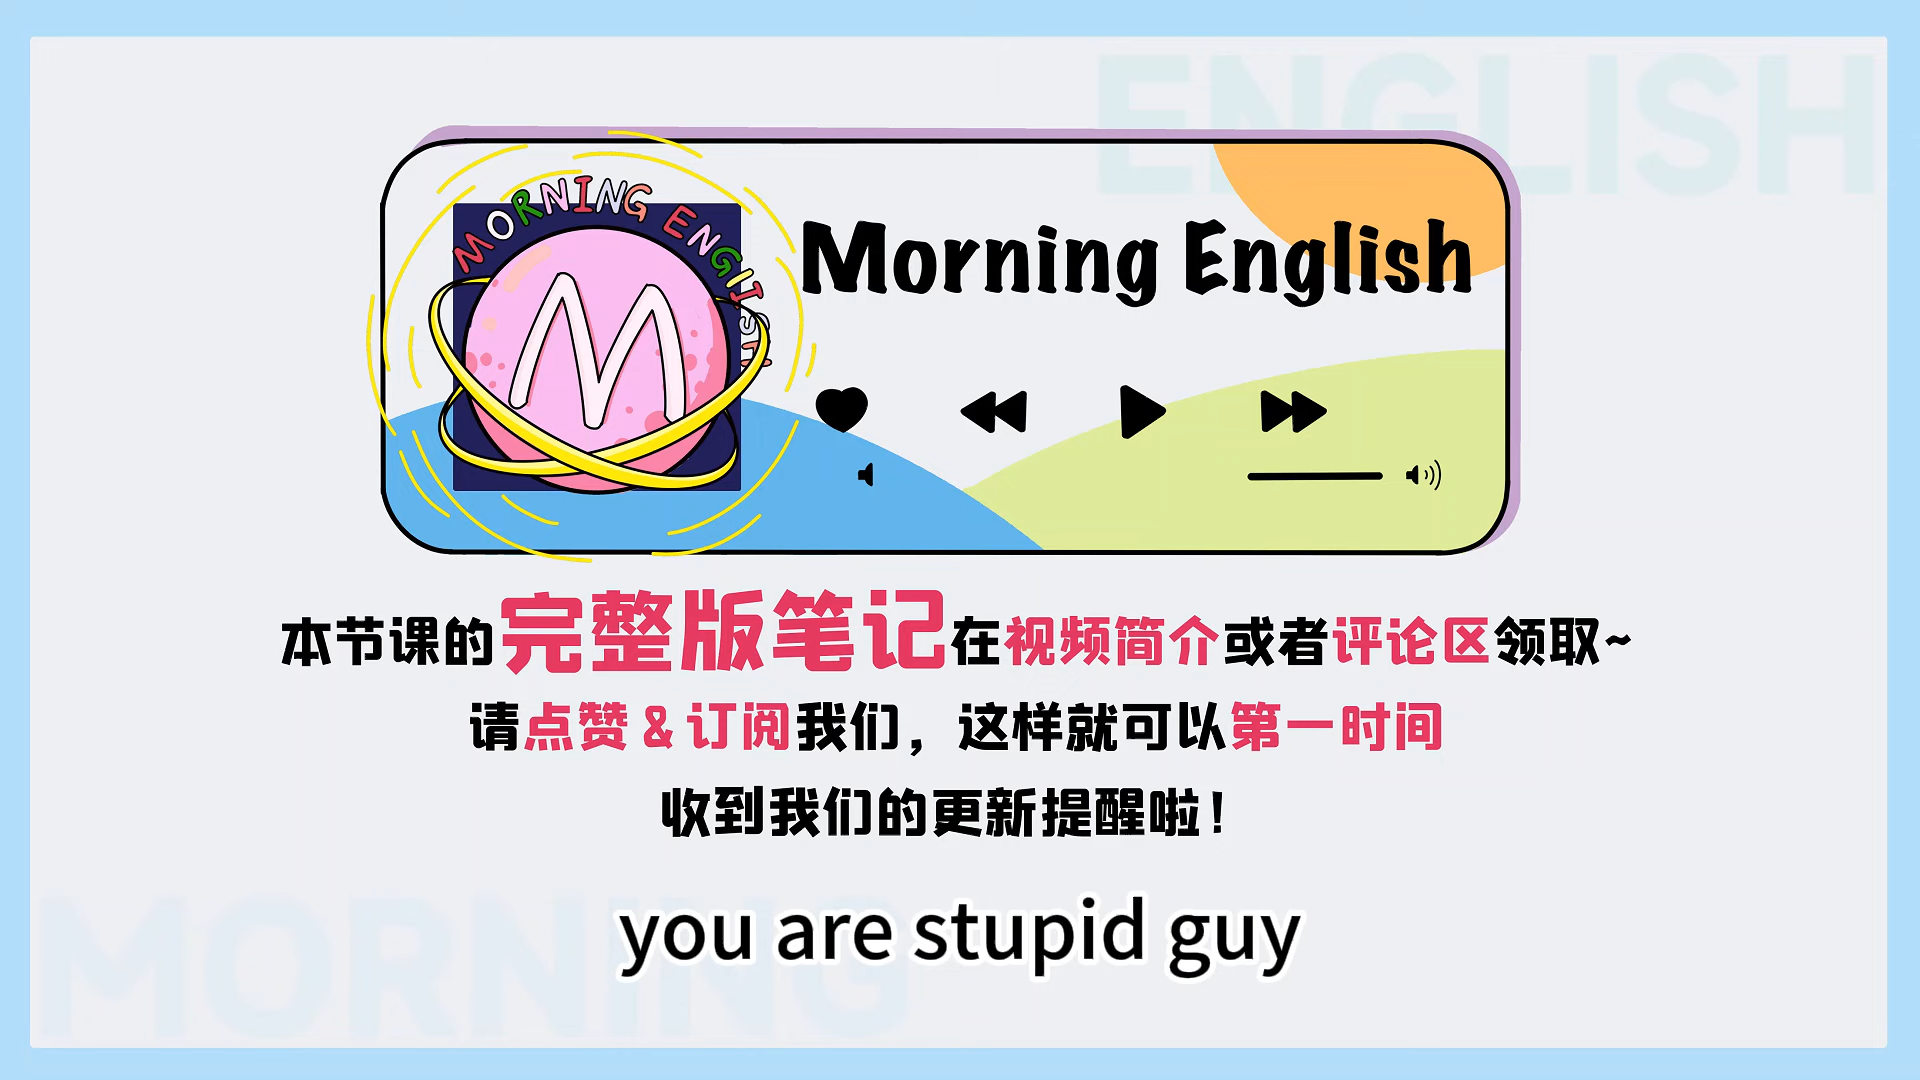 ENGLISH
MORNING ENGLISH
M
Morning English
本节课的完整版笔记在视频简介或者评论区领取~
请点赞&订阅我们，这样就可以第一时间
收到我们的更新提醒啦！
MORNING
you are stupid guy